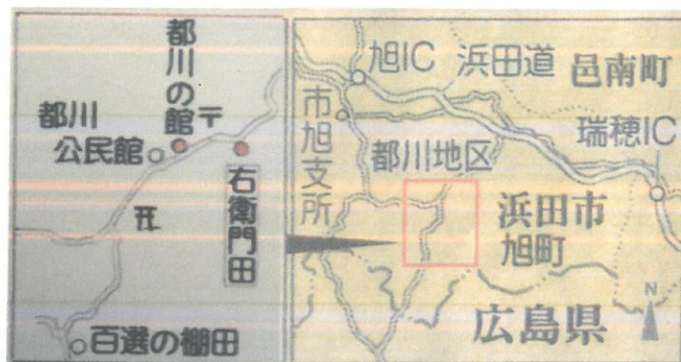 都川の館
〒
都川
公民館
右衛門田
百選の棚田
旭IC
浜田道
邑南町
市旭支所
都川地区
瑞穂IC
浜田市
旭町
N
広島県